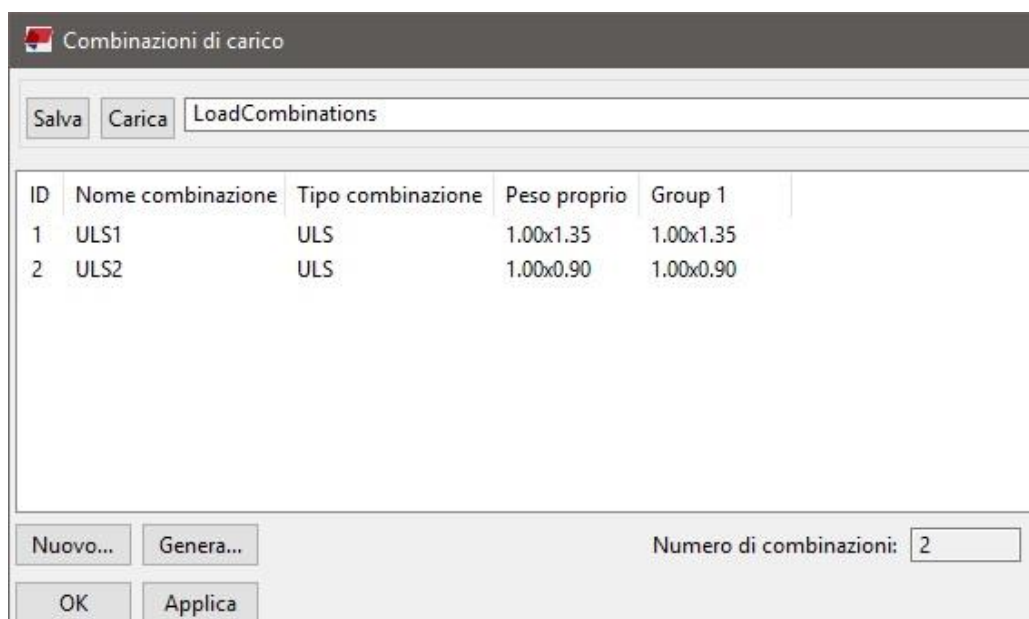 Combinazioni di carico
Salva Carica LoadCombinations
ID Nome combinazione Tipo combinazione Peso proprio Group 1
1 ULS1 ULS 1.00x1.35 1.00x1.35
2 ULS2 ULS 1.00x0.90 1.00x0.90
Nuovo... Genera... Numero di combinazioni: 2
OK Applica